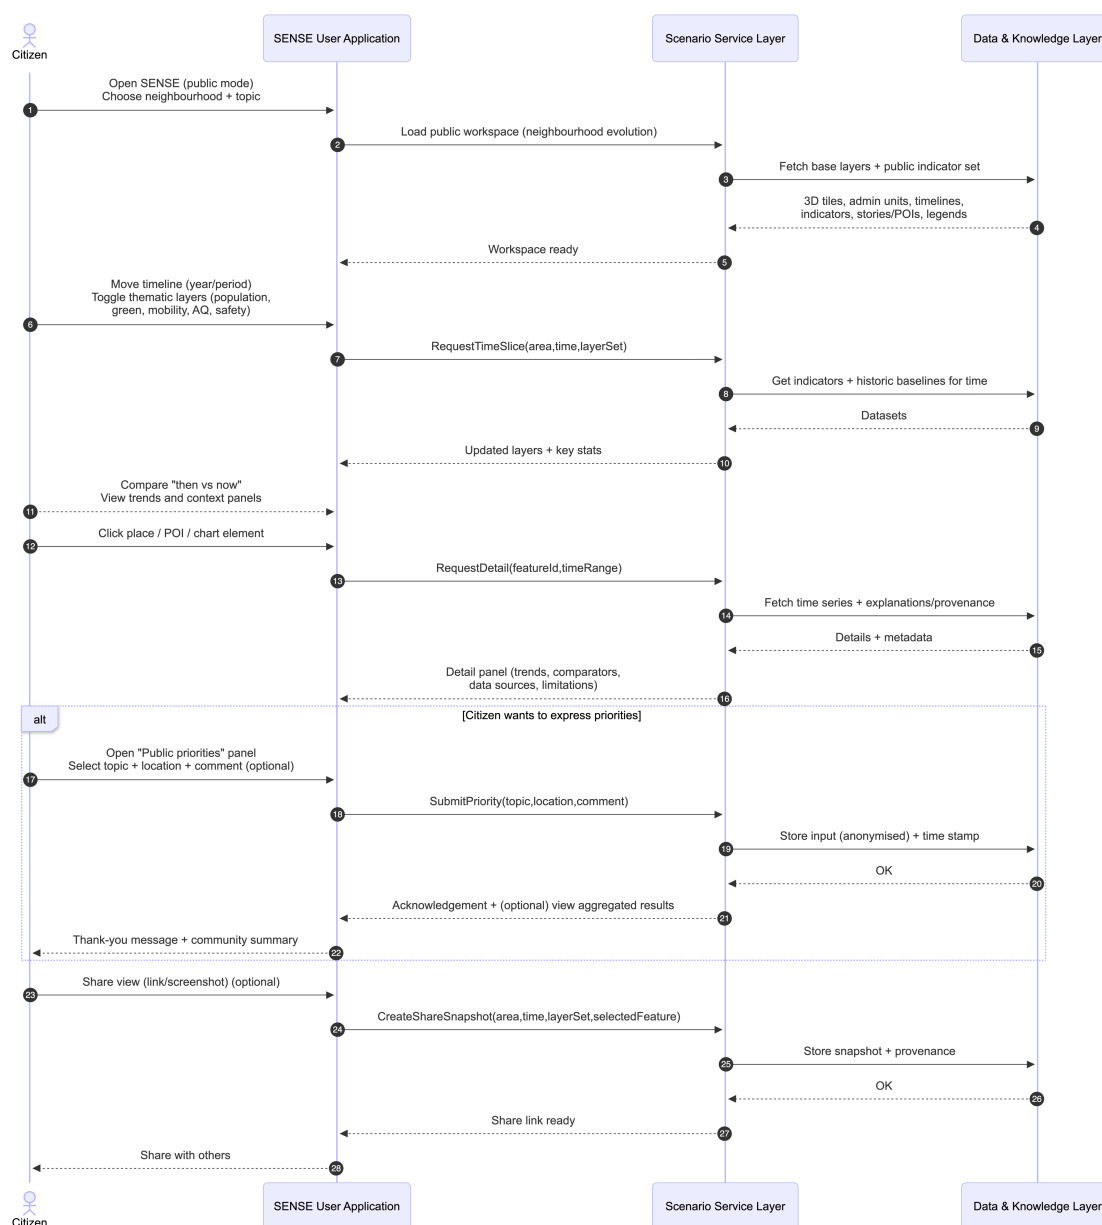 Citizen
SENSE User Application
Scenario Service Layer
Data & Knowledge Layer
Open SENSE (public mode)
Choose neighbourhood + topic
1
Load public workspace (neighbourhood evolution)
2
Fetch base layers + public indicator set
3
3D tiles, admin units, timelines,
indicators, stories/POIs, legends
4
Workspace ready
5
Move timeline (year/period)
Toggle thematic layers (population,
green, mobility, AQ, safety)
6
RequestTimeSlice(area,time,layerSet)
7
Get indicators + historic baselines for time
8
Datasets
9
Updated layers + key stats
10
Compare "then vs now"
View trends and context panels
11
Click place / POI / chart element
12
RequestDetail(featureId,timeRange)
13
Fetch time series + explanations/provenance
14
Details + metadata
15
Detail panel (trends, comparators,
data sources, limitations)
16
alt
[Citizen wants to express priorities]
Open "Public priorities" panel
Select topic + location + comment (optional)
17
SubmitPriority(topic,location,comment)
18
Store input (anonymised) + time stamp
19
OK
20
Acknowledgement + (optional) view aggregated results
21
Thank-you message + community summary
22
Share view (link/screenshot) (optional)
23
CreateShareSnapshot(area,time,layerSet,selectedFeature)
24
Store snapshot + provenance
25
OK
26
Share link ready
27
Share with others
28
Citizen
SENSE User Application
Scenario Service Layer
Data & Knowledge Layer